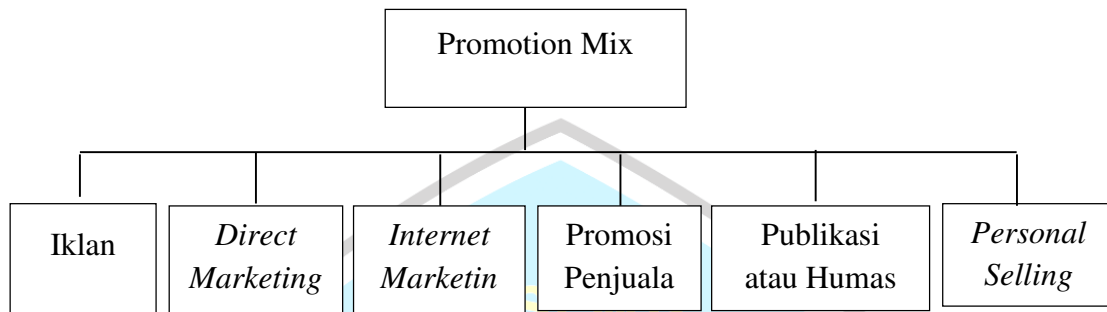 Promotion Mix
Iklan
Direct
Marketing
Internet
Marketin
Promosi
Penjuala
Publikasi
atau Humas
Personal
Selling